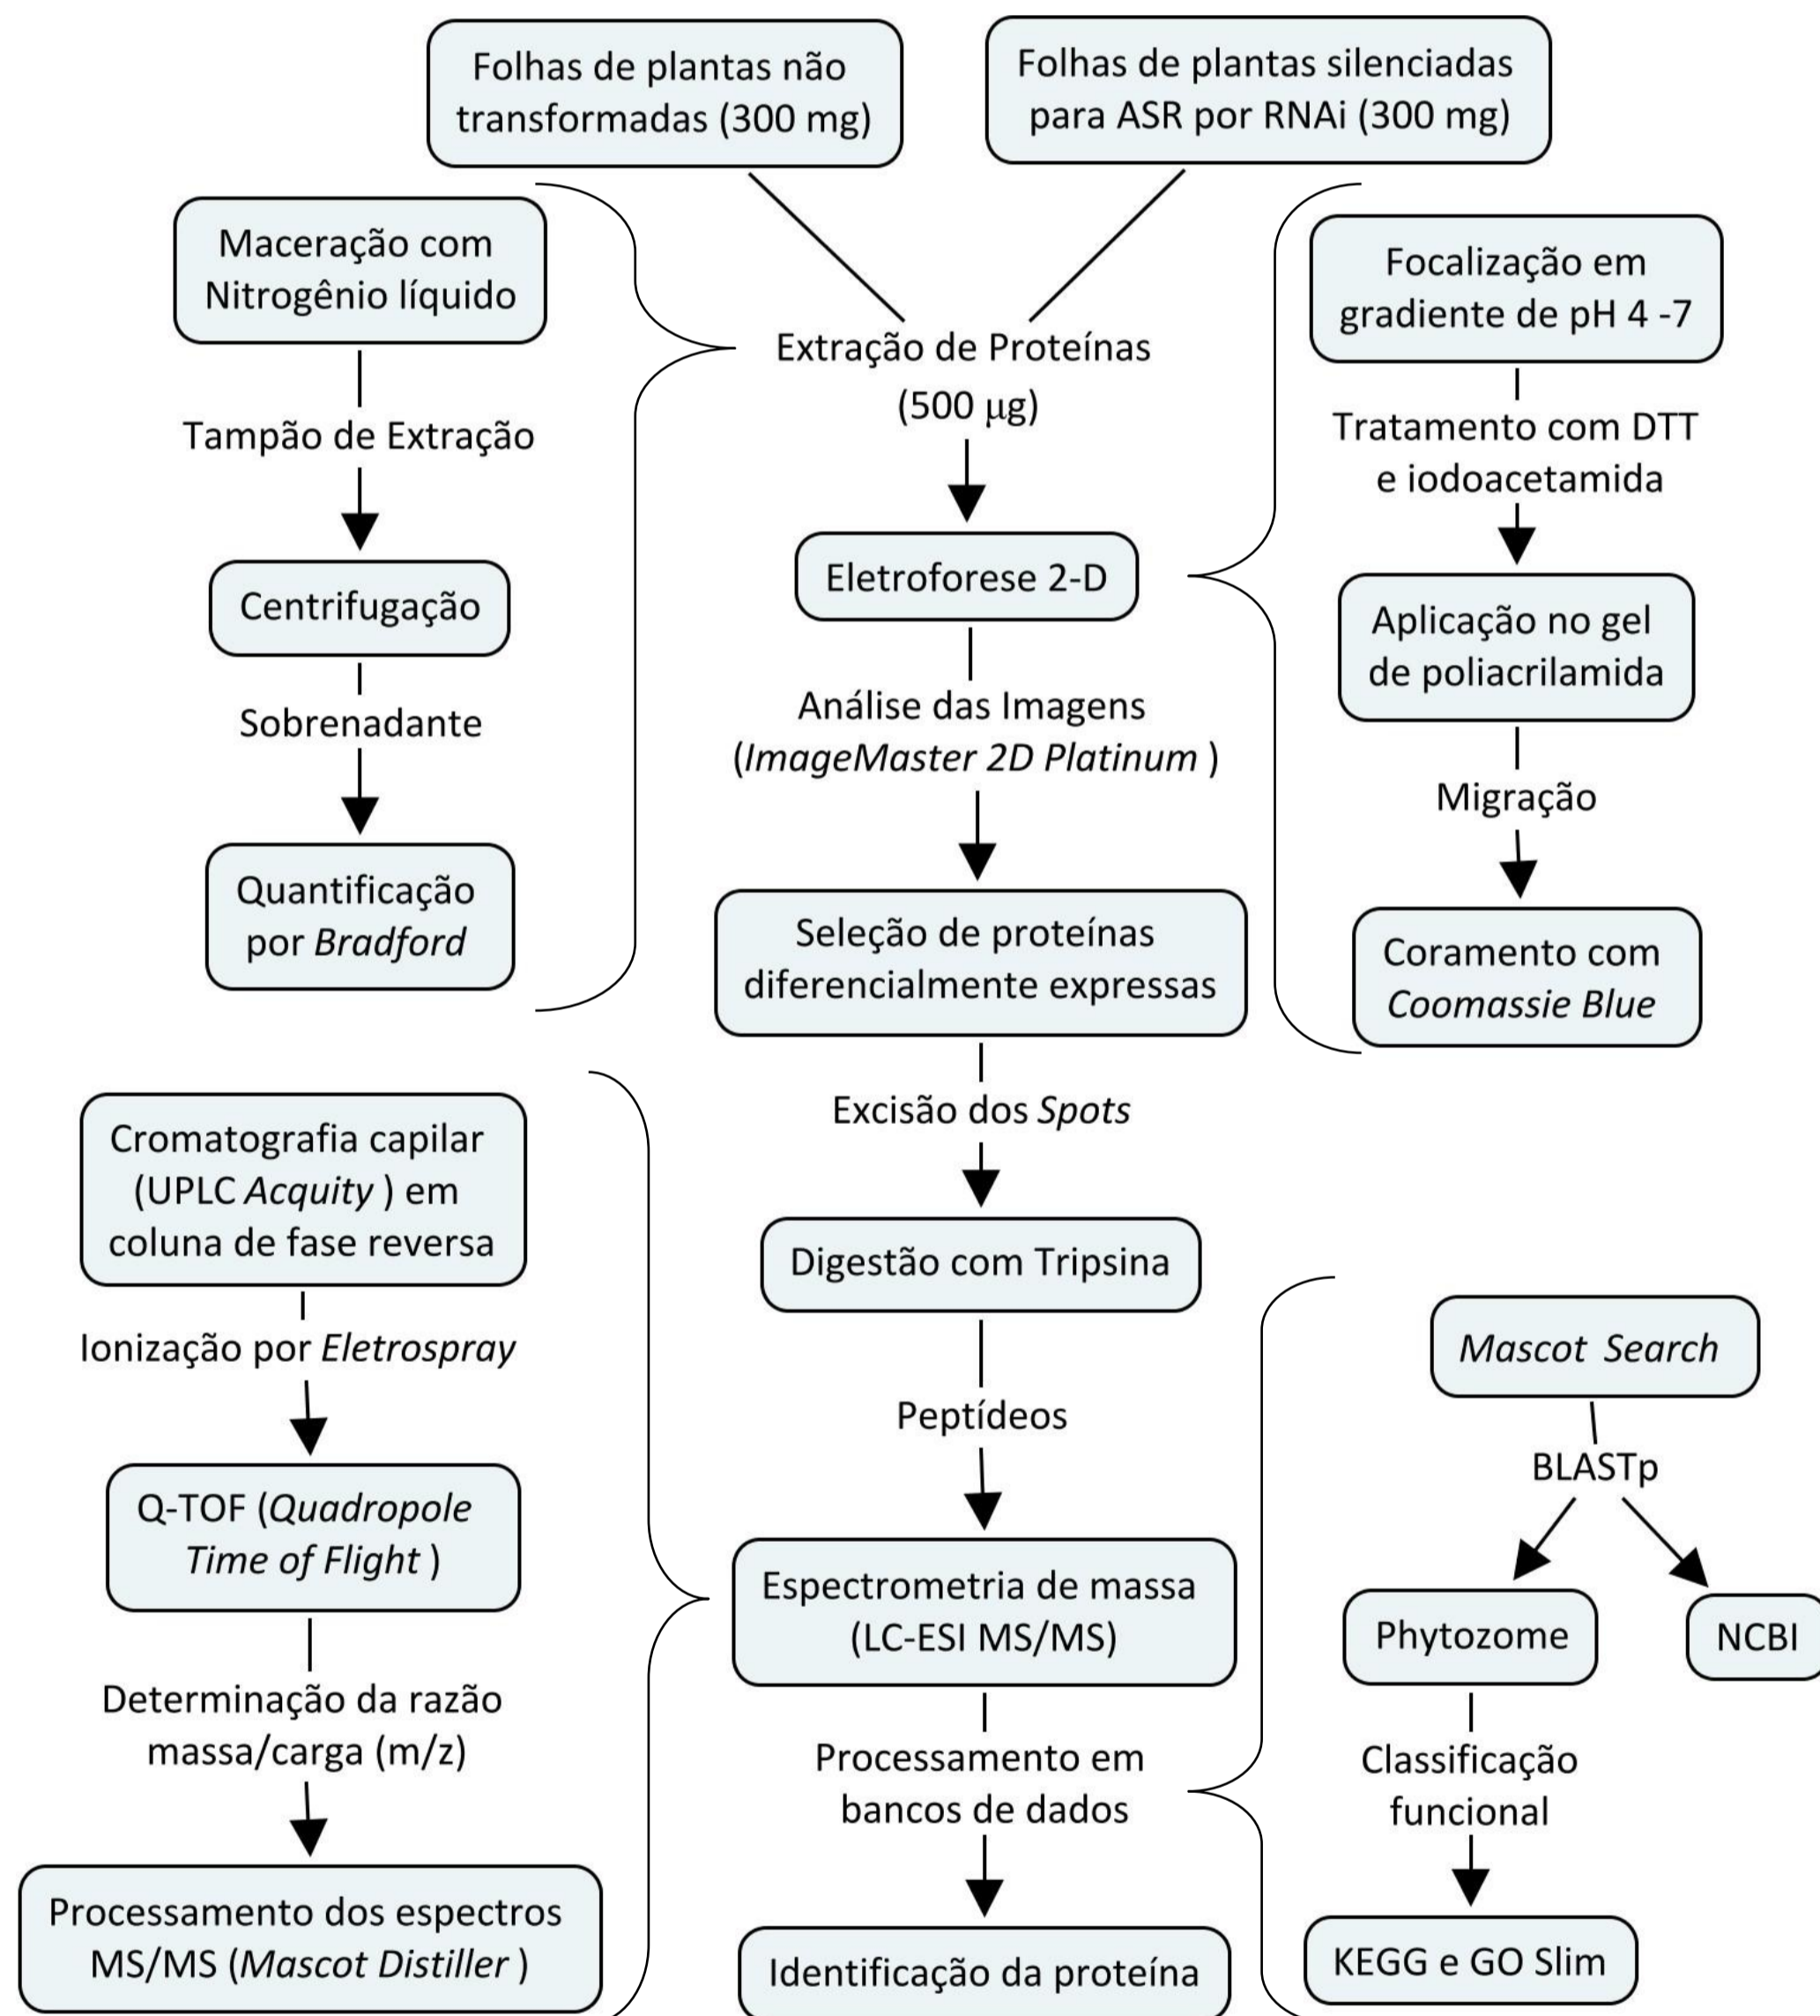 Folhas de plantas não
transformadas (300 mg)
Folhas de plantas silenciadas
para ASR por RNAi (300 mg)
Maceração com
Nitrogênio líquido
Tampão de Extração
Centrifugação
Sobrenadante
Quantificação
por Bradford
Extração de Proteínas
(500 µg)
Eletroforese 2-D
Análise das Imagens
(ImageMaster 2D Platinum )
Seleção de proteínas
diferencialmente expressas
Excisão dos Spots
Digestão com Tripsina
Peptídeos
Espectrometria de massa
(LC-ESI MS/MS)
Processamento em
bancos de dados
Identificação da proteína
Focalização em
gradiente de pH 4 -7
Tratamento com DTT
e iodoacetamida
Aplicação no gel
de poliacrilamida
Migração
Coramento com
Coomassie Blue
Cromatografia capilar
(UPLC Acquity ) em
coluna de fase reversa
Ionização por Eletrospray
Q-TOF (Quadropole
Time of Flight )
Determinação da razão
massa/carga (m/z)
Processamento dos espectros
MS/MS (Mascot Distiller )
Mascot Search
BLASTp
Phytozome
NCBI
Classificação
funcional
KEGG e GO Slim